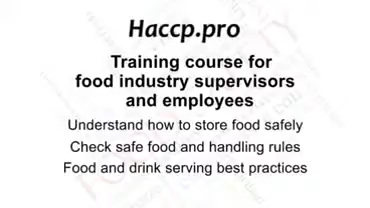 Haccp.pro
Training course for
food industry supervisors
and employees
Understand how to store food safely
Check safe food and handling rules
Food and drink serving best practices